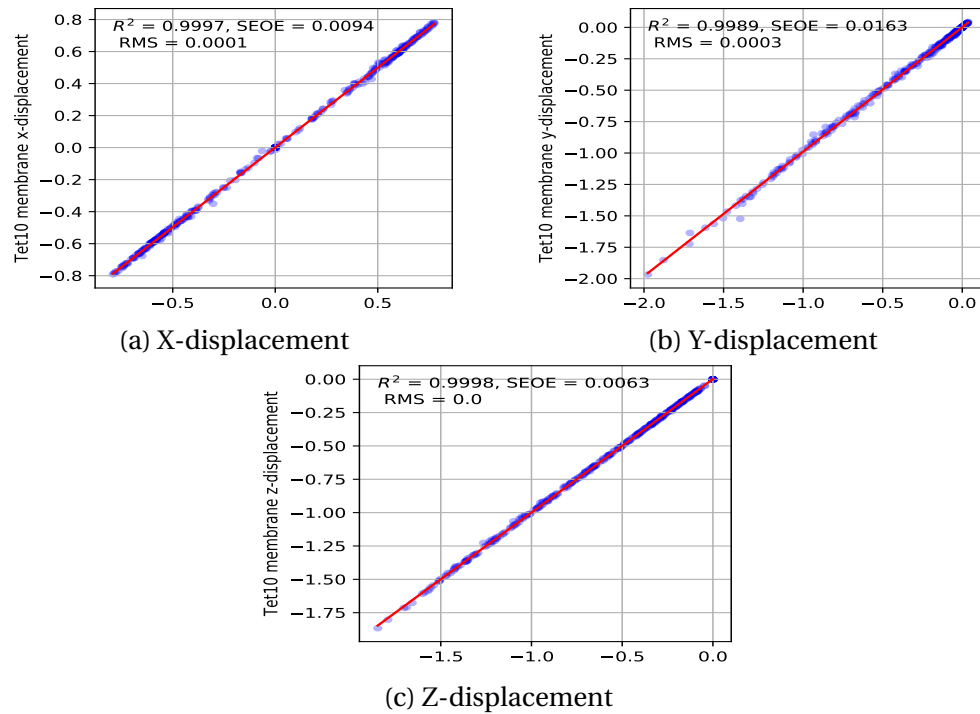 R² = 0.9997, SEOE = 0.0094
RMS = 0.0001
Tet10 membrane x-displacement
0.8
0.6
0.4
0.2
0.0
−0.2
−0.4
−0.6
−0.8
−0.5 0.0 0.5
(a) X-displacement
R² = 0.9989, SEOE = 0.0163
RMS = 0.0003
Tet10 membrane y-displacement
0.00
−0.25
−0.50
−0.75
−1.00
−1.25
−1.50
−1.75
−2.00
−2.0 −1.5 −1.0 −0.5 0.0
(b) Y-displacement
R² = 0.9998, SEOE = 0.0063
RMS = 0.0
Tet10 membrane z-displacement
0.00
−0.25
−0.50
−0.75
−1.00
−1.25
−1.50
−1.75
−1.5 −1.0 −0.5 0.0
(c) Z-displacement